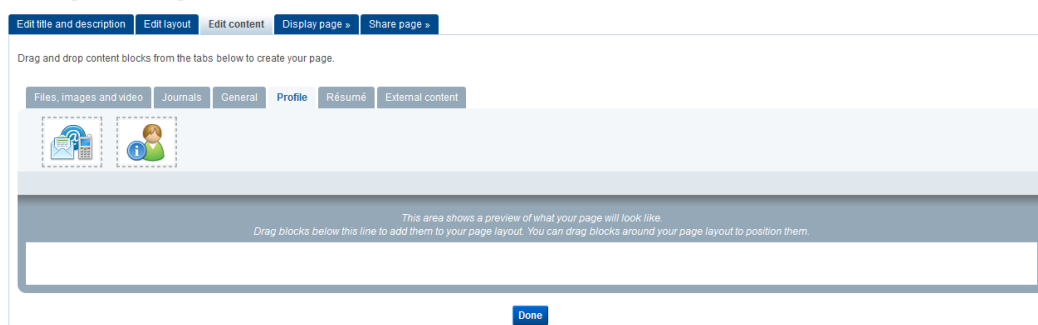 Edit title and description Edit layout Edit content Display page » Share page »
Drag and drop content blocks from the tabs below to create your page.
Files, images and video Journals General Profile Résumé External content
This area shows a preview of what your page will look like.
Drag blocks below this line to add them to your page layout. You can drag blocks around your page layout to position them.
Done